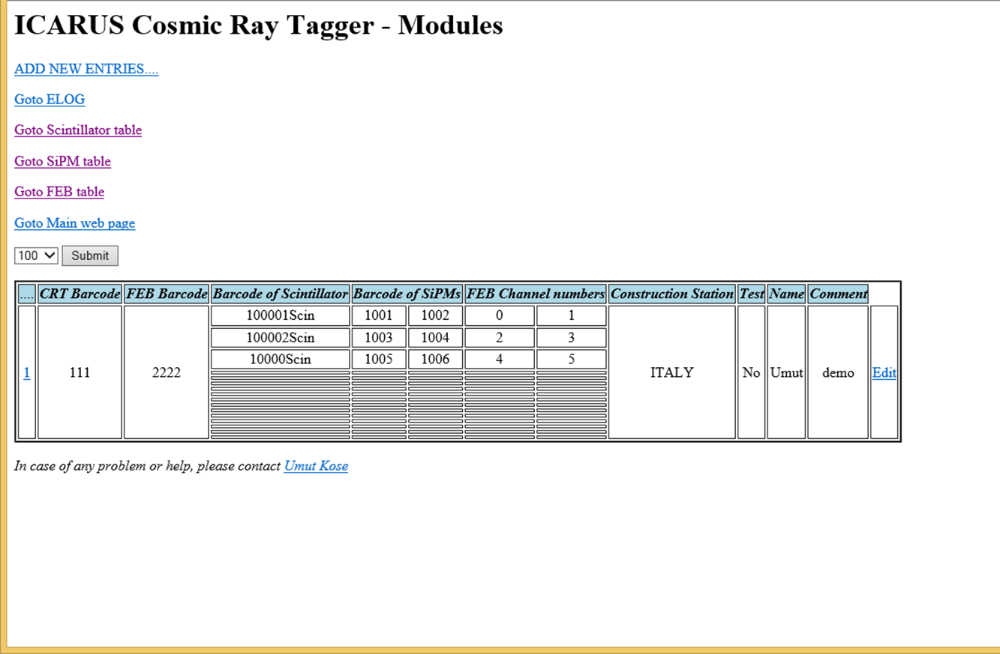 ICARUS Cosmic Ray Tagger - Modules
ADD NEW ENTRIES....
Goto ELOG
Goto Scintillator table
Goto SiPM table
Goto FEB table
Goto Main web page
100 Submit
.... CRT Barcode FEB Barcode Barcode of Scintillator Barcode of SiPMs FEB Channel numbers Construction Station Test Name Comment
100001Scin 1001 1002 0 1
100002Scin 1003 1004 2 3
10000Scin 1005 1006 4 5
1 111 2222 ITALY No Umut demo Edit
In case of any problem or help, please contact Umut Kose